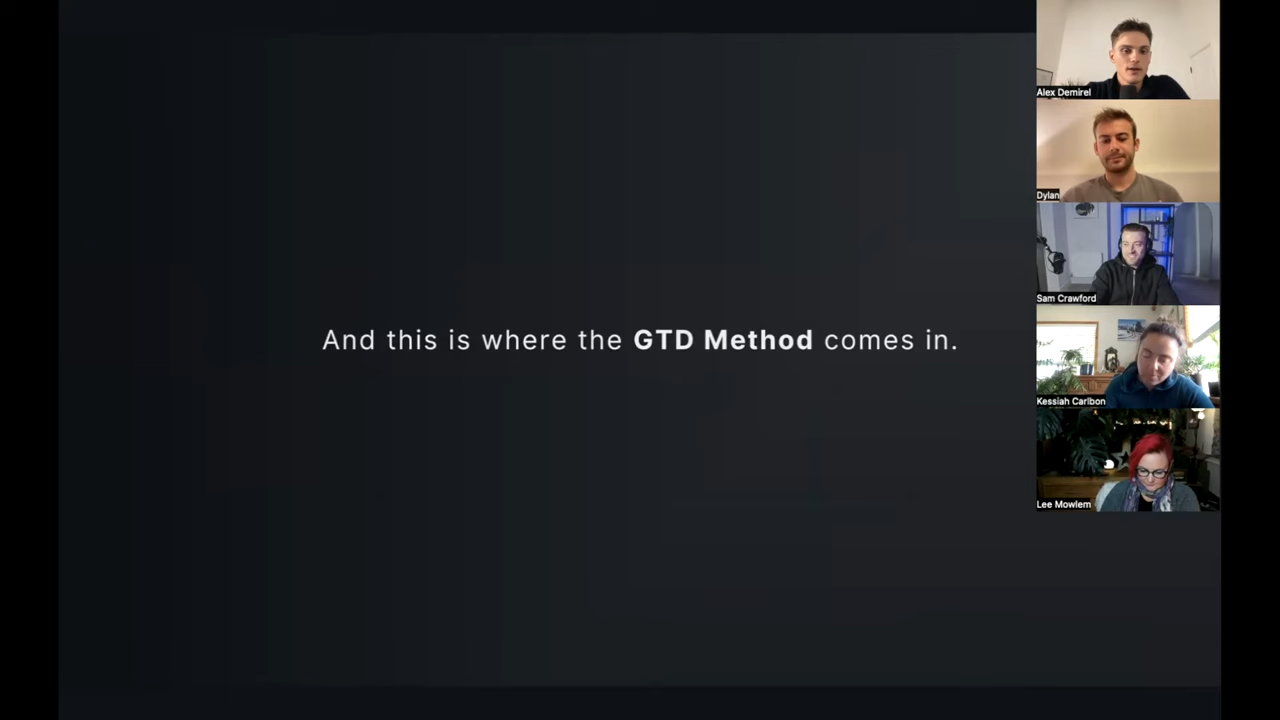 And this is where the GTD Method comes in.
Alex Demirel
Dylan
Sam Crawford
Kessiah Carlbon
Lee Mowlem